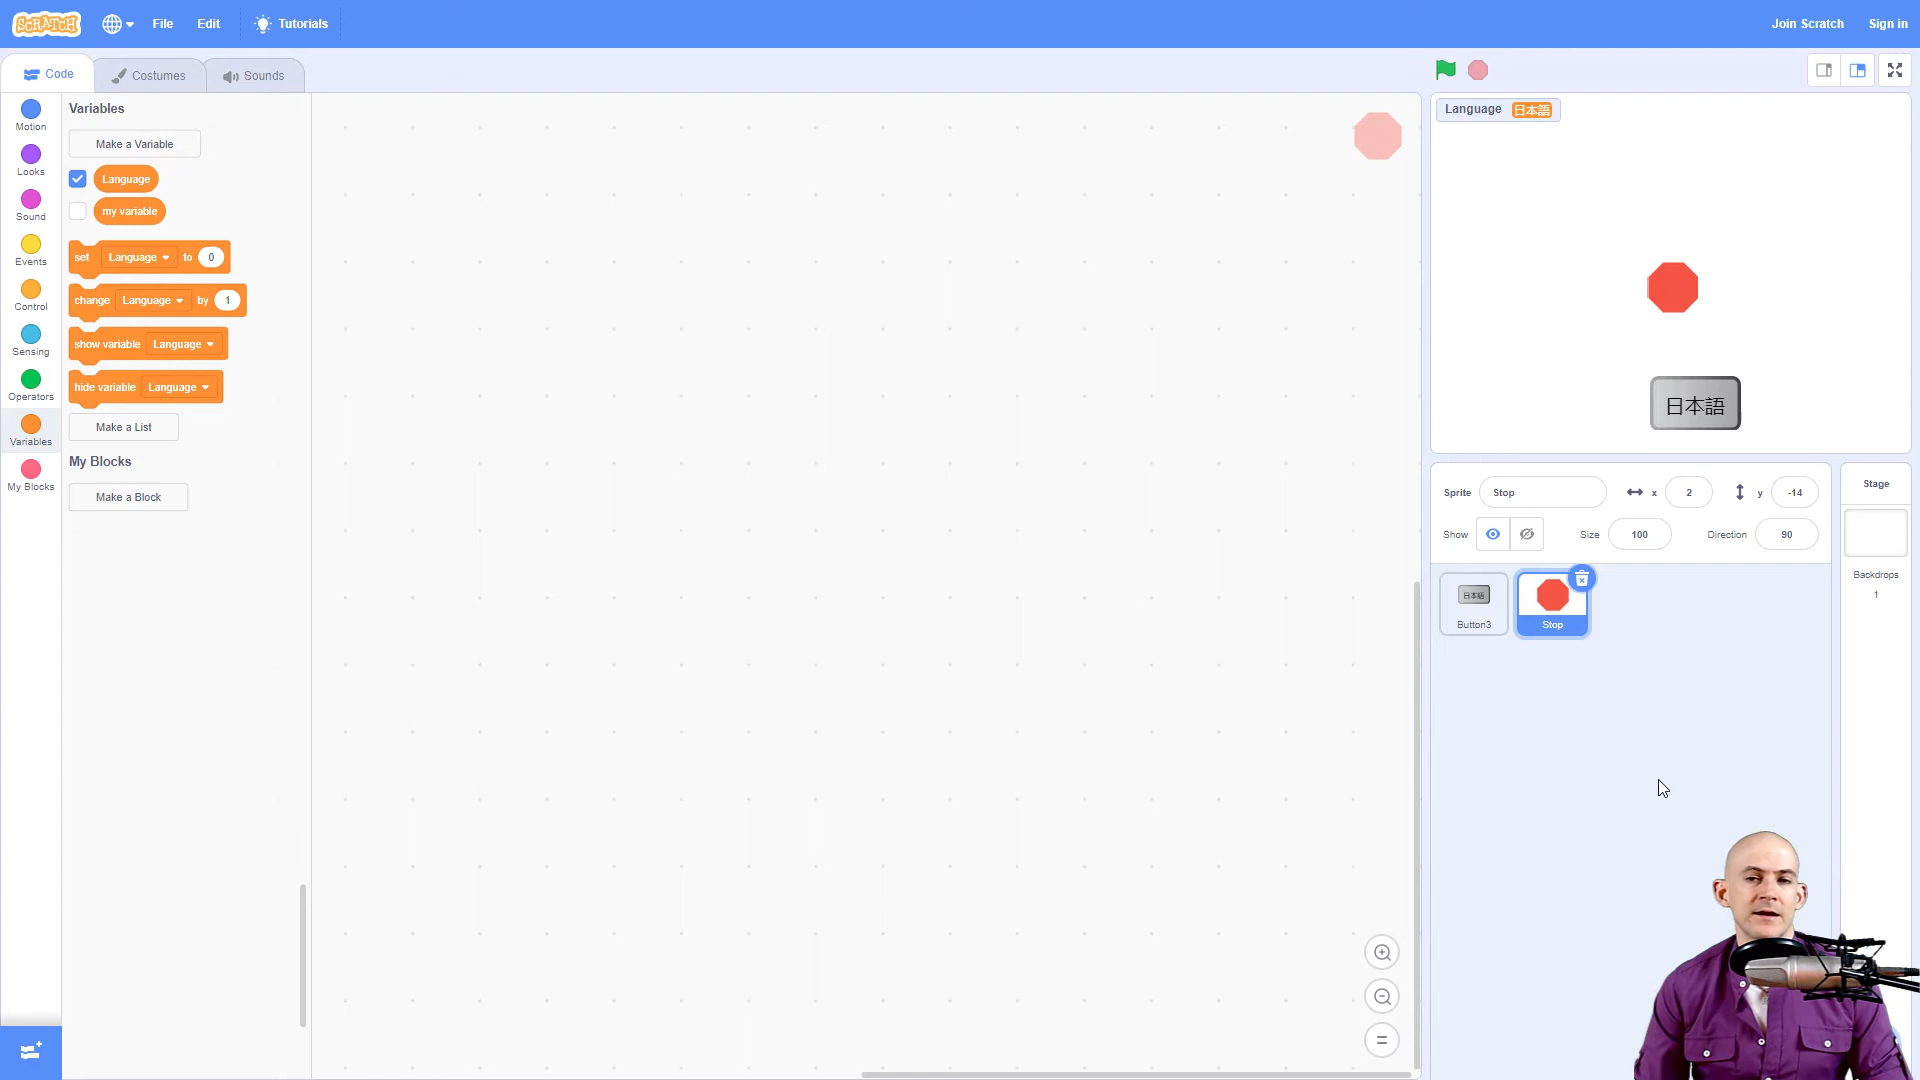 SCRATCH
File
Edit
Tutorials
Join Scratch
Sign in
Code
Costumes
Sounds
Motion
Looks
Sound
Events
Control
Sensing
Operators
Variables
My Blocks
Variables
Make a Variable
Language
my variable
set Language to 0
change Language by 1
show variable Language
hide variable Language
Make a List
My Blocks
Make a Block
Language 日本語
日本語
Sprite Stop x 2 y -14
Show Size 100 Direction 90
日本語
Button3
Stop
Stage
Backdrops
1